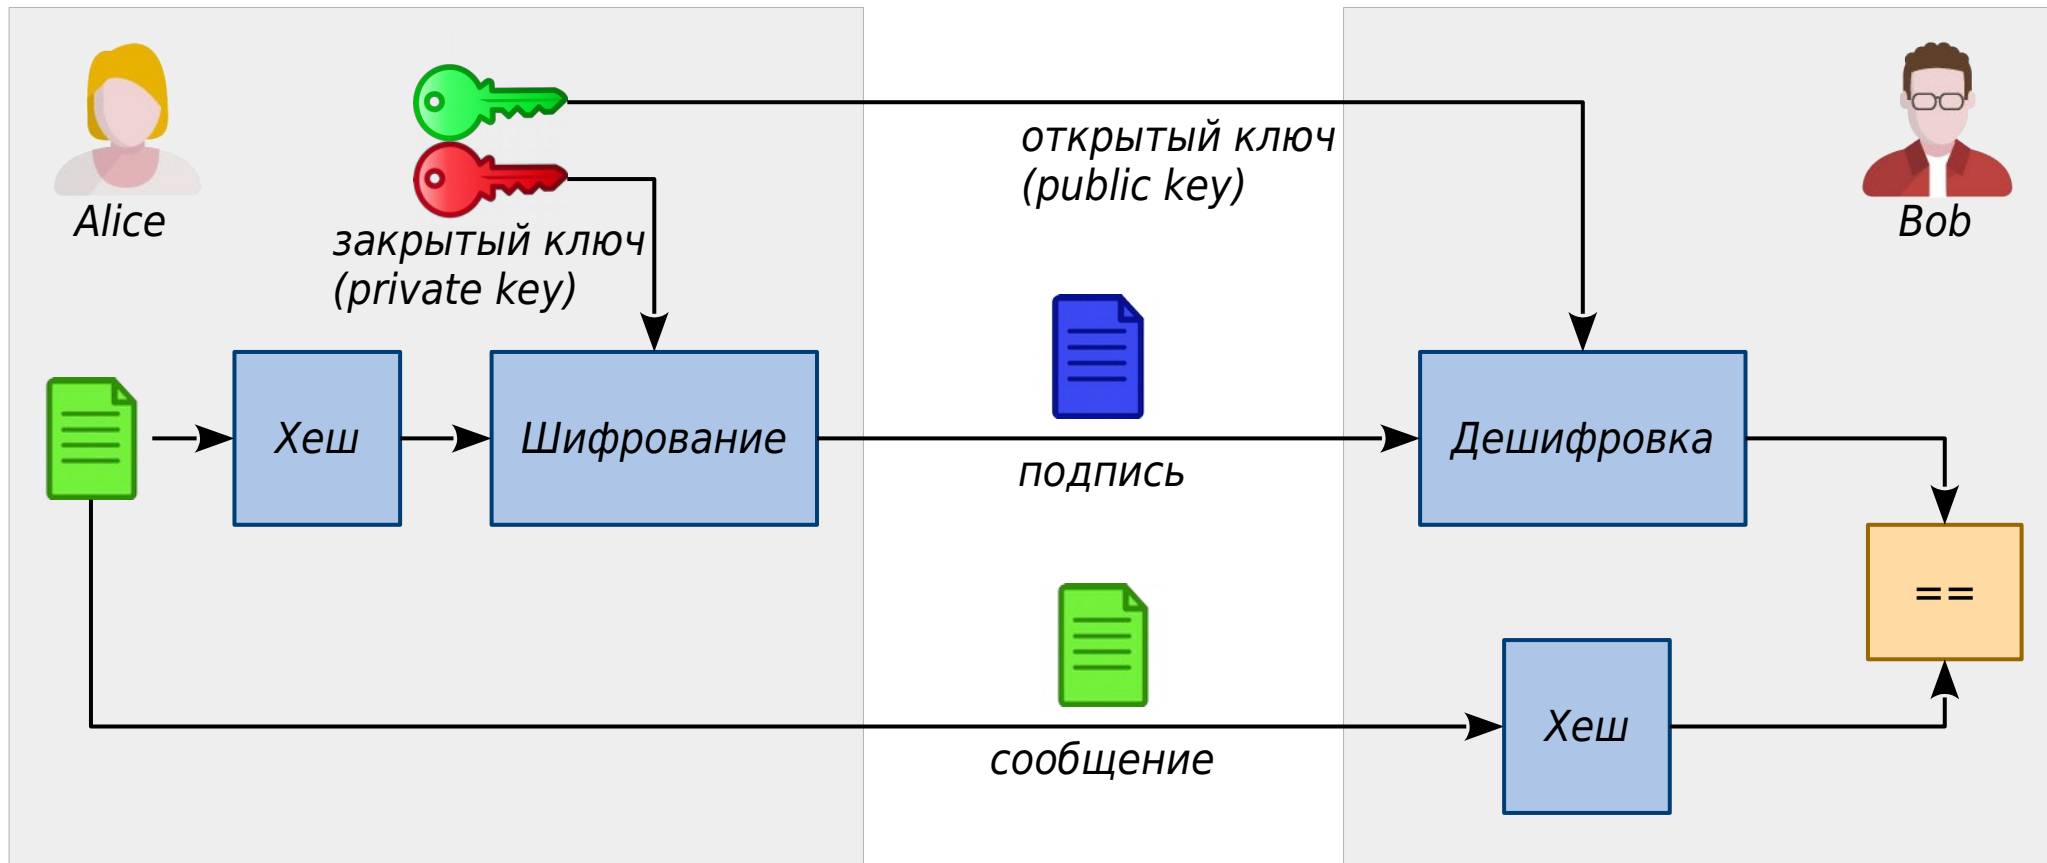 Alice
закрытый ключ
(private key)
открытый ключ
(public key)
Bob
Хеш
Шифрование
подпись
Дешифровка
==
сообщение
Хеш